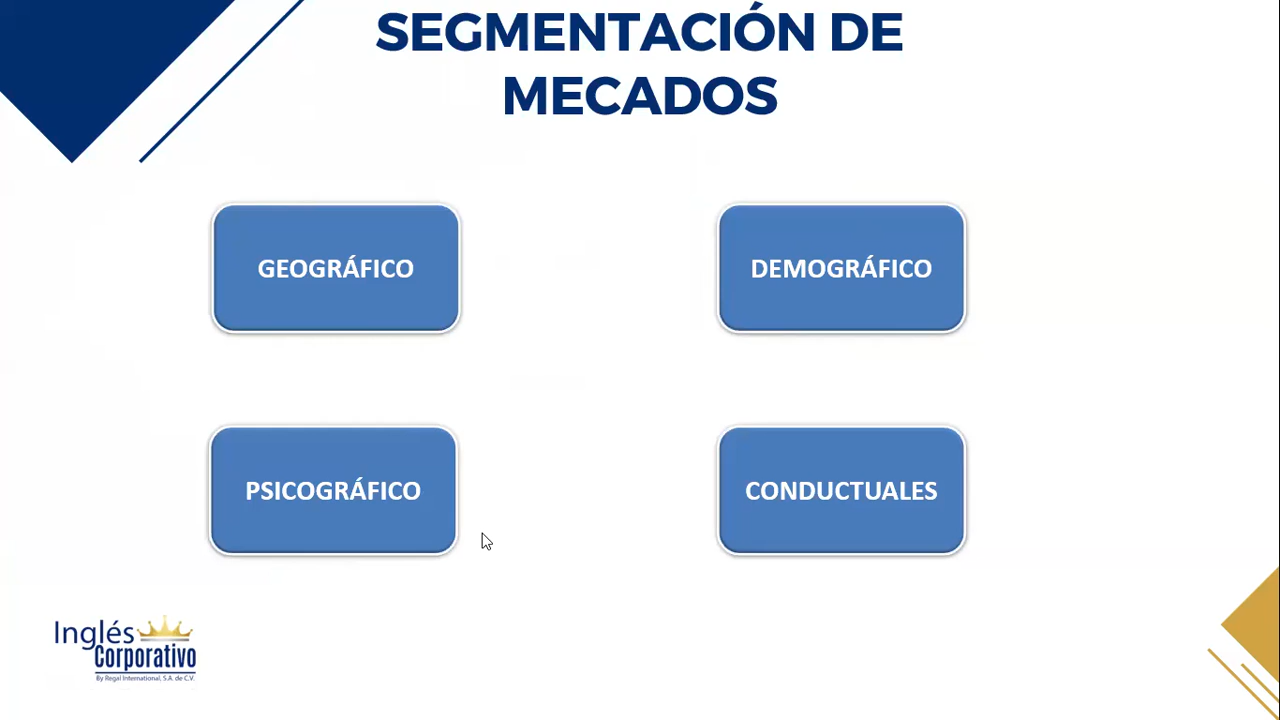 SEGMENTACIÓN DE
MECADOS
GEOGRÁFICO
DEMOGRÁFICO
PSICOGRÁFICO
CONDUCTUALES
Inglés
Corporativo
By Regal International, S.A. de C.V.